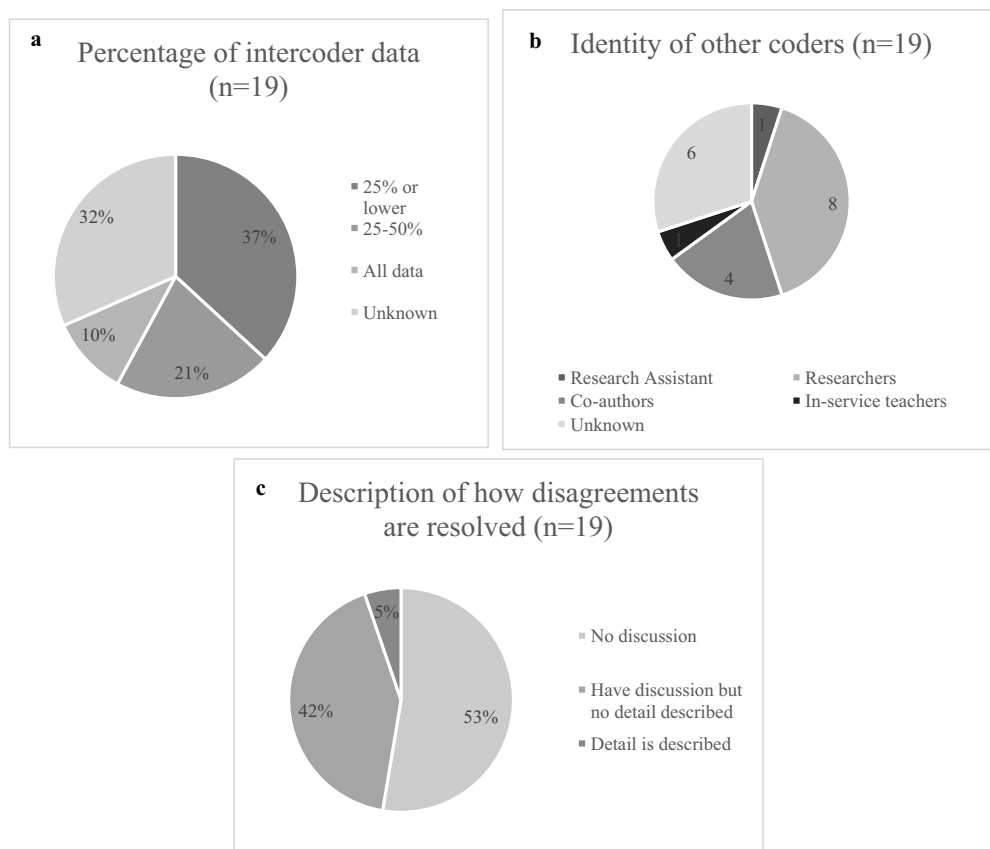 a
Percentage of intercoder data
(n=19)
32%
37%
10%
21%
25% or
lower
25-50%
All data
Unknown
b
Identity of other coders (n=19)
1
6
8
1
4
Research Assistant
Researchers
Co-authors
In-service teachers
Unknown
c
Description of how disagreements
are resolved (n=19)
5%
42%
53%
No discussion
Have discussion but
no detail described
Detail is described